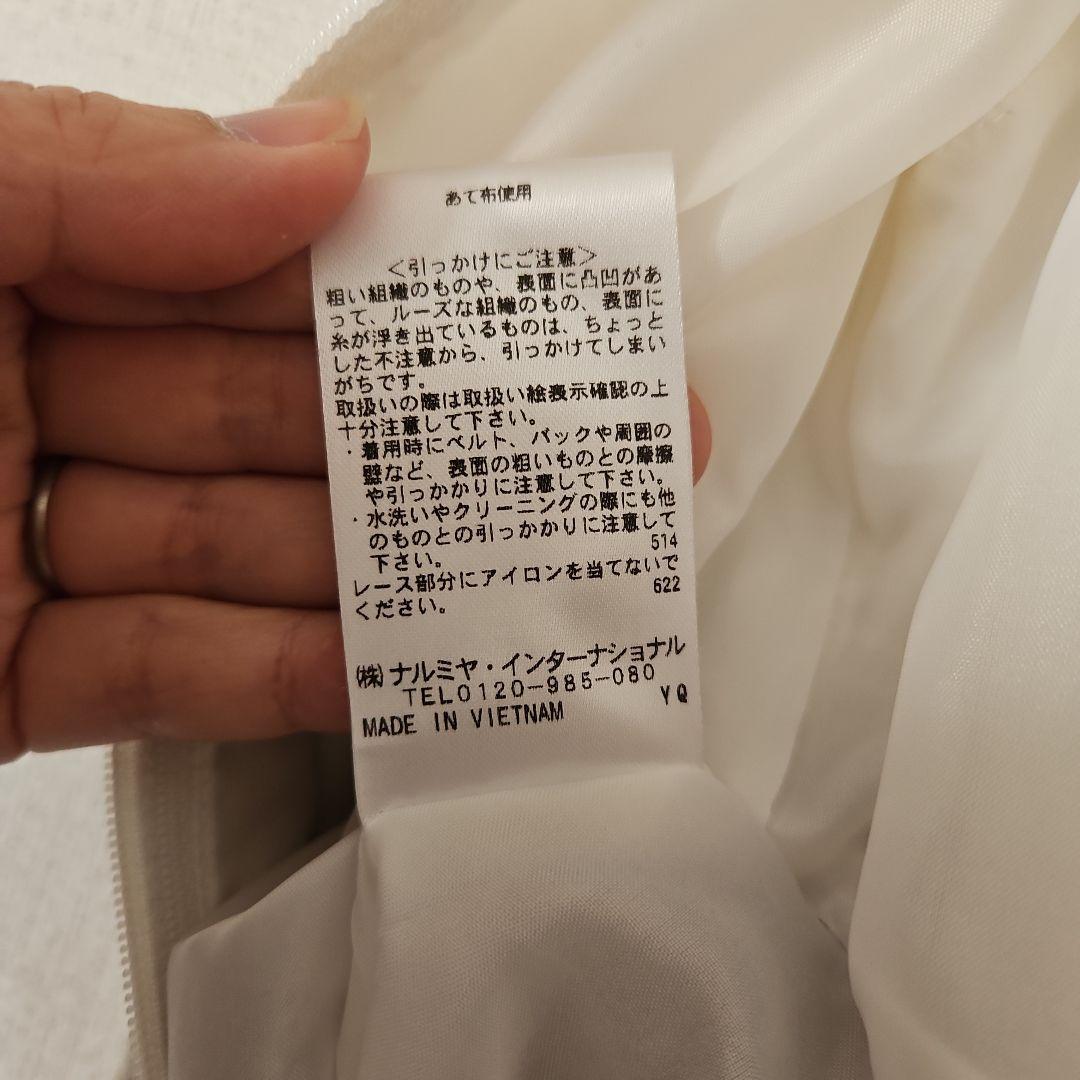 あて布使用
＜引っかけにご注意＞
粗い組織のものや、表面に凸凹があ
って、ルーズな組織のもの、表面に
糸が浮き出ているものは、ちょっと
した不注意から、引っかけてしまい
がちです。
取扱いの際は取扱い絵表示確認の上
十分注意して下さい。
・着用時にベルト、バックや周囲の
壁など、表面の粗いものとの摩擦
や引っかかりに注意して下さい。
・水洗いやクリーニングの際にも他
のものとの引っかかりに注意して
下さい。 514
レース部分にアイロンを当てないで
ください。 622
㈱ナルミヤ・インターナショナル
TEL0120-985-080
MADE IN VIETNAM YQ